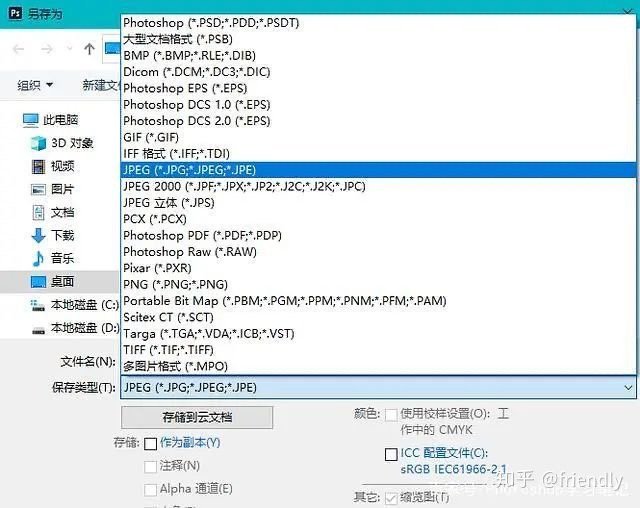 Ps 另存为
Photoshop (*.PSD;*.PDD;*.PSDT)
大型文档格式 (*.PSB)
BMP (*.BMP;*.RLE;*.DIB)
Dicom (*.DCM;*.DC3;*.DIC)
Photoshop EPS (*.EPS)
Photoshop DCS 1.0 (*.EPS)
Photoshop DCS 2.0 (*.EPS)
GIF (*.GIF)
IFF 格式 (*.IFF;*.TDI)
JPEG (*.JPG;*.JPEG;*.JPE)
JPEG 2000 (*.JPF;*.JPX;*.JP2;*.J2C;*.J2K;*.JPC)
JPEG 立体 (*.JPS)
PCX (*.PCX)
Photoshop PDF (*.PDF;*.PDP)
Photoshop Raw (*.RAW)
Pixar (*.PXR)
PNG (*.PNG;*.PNG)
Portable Bit Map (*.PBM;*.PGM;*.PPM;*.PNM;*.PFM;*.PAM)
Scitex CT (*.SCT)
Targa (*.TGA;*.VDA;*.ICB;*.VST)
TIFF (*.TIF;*.TIFF)
多图片格式 (*.MPO)
组织 新建文件
此电脑
3D 对象
视频
图片
文档
下载
音乐
桌面
本地磁盘 (C:)
本地磁盘 (D:)
文件名(N):
保存类型(T): JPEG (*.JPG;*.JPEG;*.JPE)
存储到云文档
存储: 作为副本(Y)
注释(N)
Alpha 通道(E)
颜色: 使用校样设置(O): 工
作中的 CMYK
ICC 配置文件(C):
sRGB IEC61966-2.1
其它: 缩览图(T)
知乎 @friendly